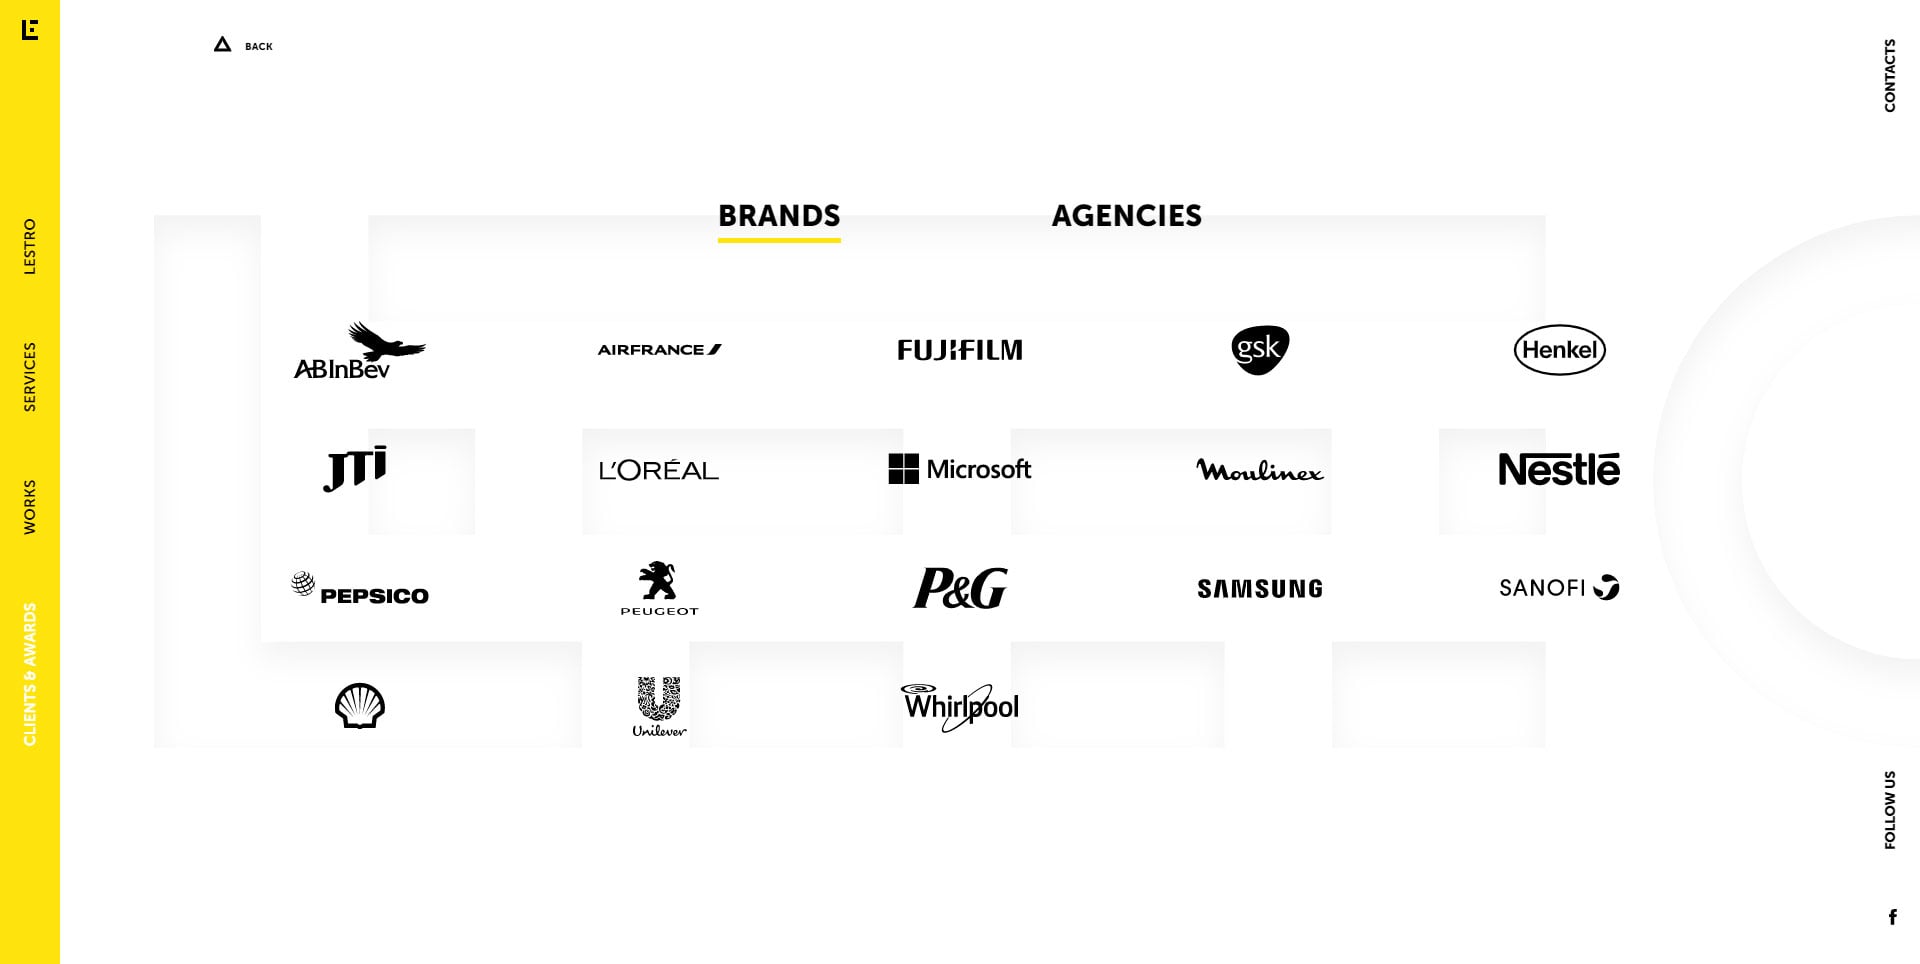 BACK
CONTACTS
LESTRO
SERVICES
WORKS
CLIENTS & AWARDS
BRANDS
AGENCIES
ABInBev
AIRFRANCE
FUJIFILM
gsk
Henkel
JTi
L'ORÉAL
Microsoft
Moulinex
Nestlé
PEPSICO
PEUGEOT
P&G
SAMSUNG
SANOFI
Unilever
Whirlpool
FOLLOW US
f